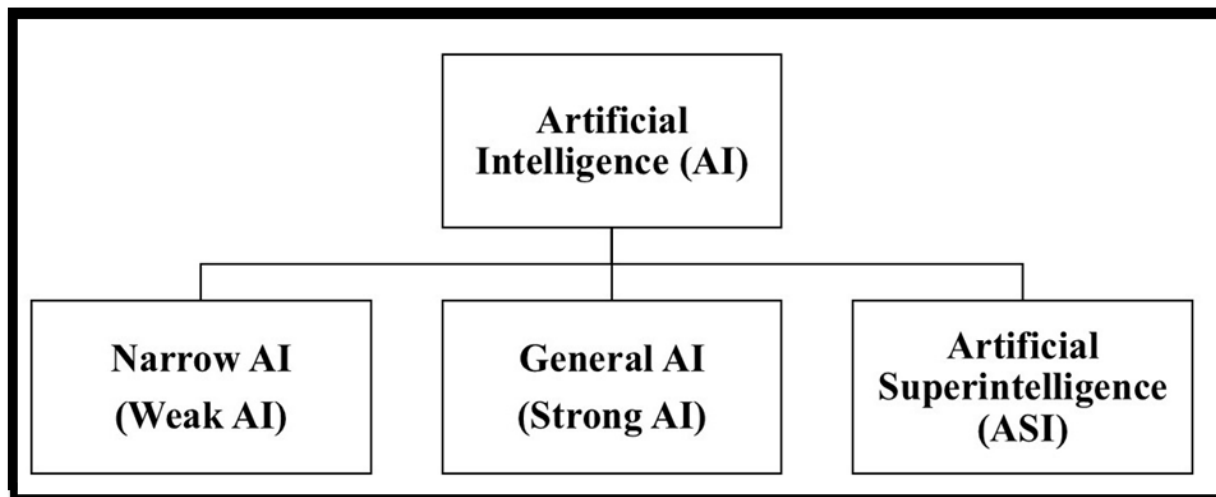 Artificial
Intelligence (AI)
Narrow AI
(Weak AI)
General AI
(Strong AI)
Artificial
Superintelligence
(ASI)